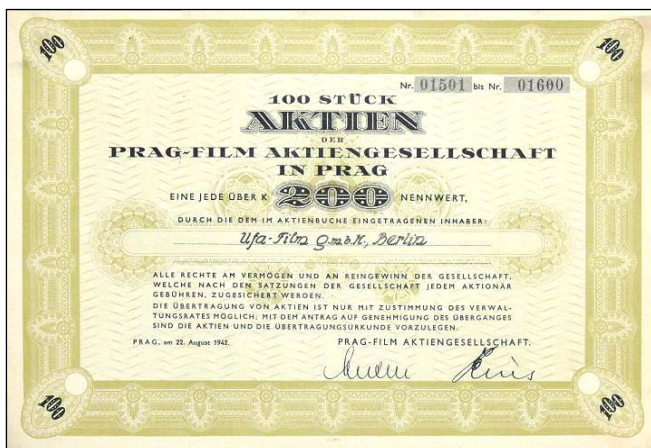 100 100
Nr. 01501 bis Nr. 01600
100 STÜCK
AKTIEN
DER
PRAG-FILM AKTIENGESELLSCHAFT
IN PRAG
EINE JEDE ÜBER K 200 NENNWERT,
DURCH DIE DEM IM AKTIENBUCHE EINGETRAGENEN INHABER:
Ufa-Film G.m.b.H., Berlin
ALLE RECHTE AM VERMÖGEN UND AN REINGEWINN DER GESELLSCHAFT,
WELCHE NACH DEN SATZUNGEN DER GESELLSCHAFT JEDEM AKTIONÄR
GEBÜHREN, ZUGESICHERT WERDEN.
DIE ÜBERTRAGUNG VON AKTIEN IST NUR MIT ZUSTIMMUNG DES VERWAL-
TUNGSRATES MÖGLICH; MIT DEM ANTRAG AUF GENEHMIGUNG DES ÜBERGANGES
SIND DIE AKTIEN UND DIE ÜBERTRAGUNGSURKUNDE VORZULEGEN.
PRAG, am 22. August 1942. PRAG-FILM AKTIENGESELLSCHAFT.
100 100